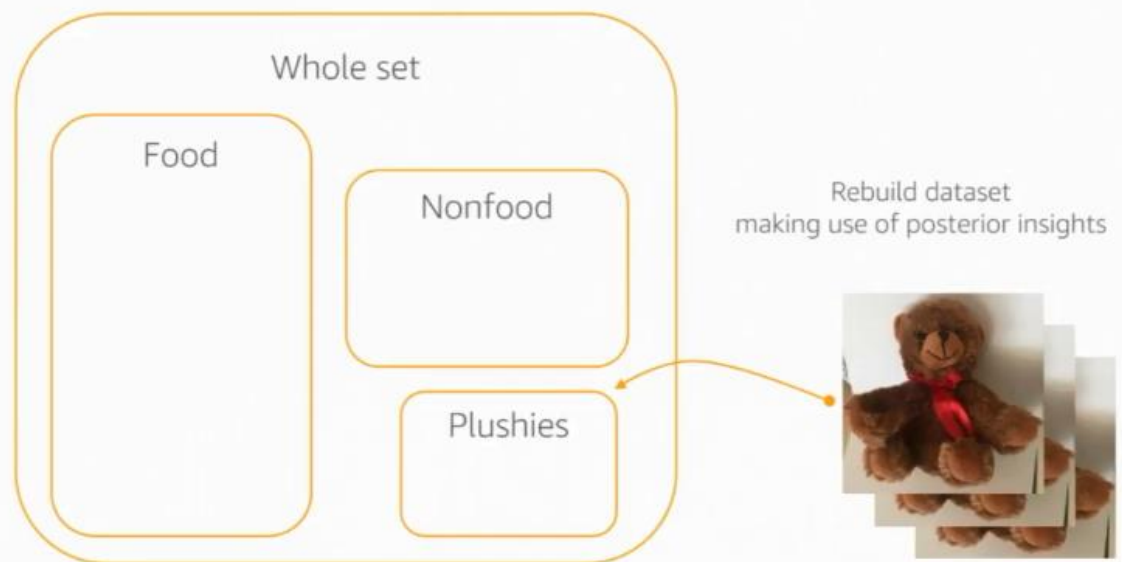 Whole set
Food
Nonfood
Plushies
Rebuild dataset
making use of posterior insights